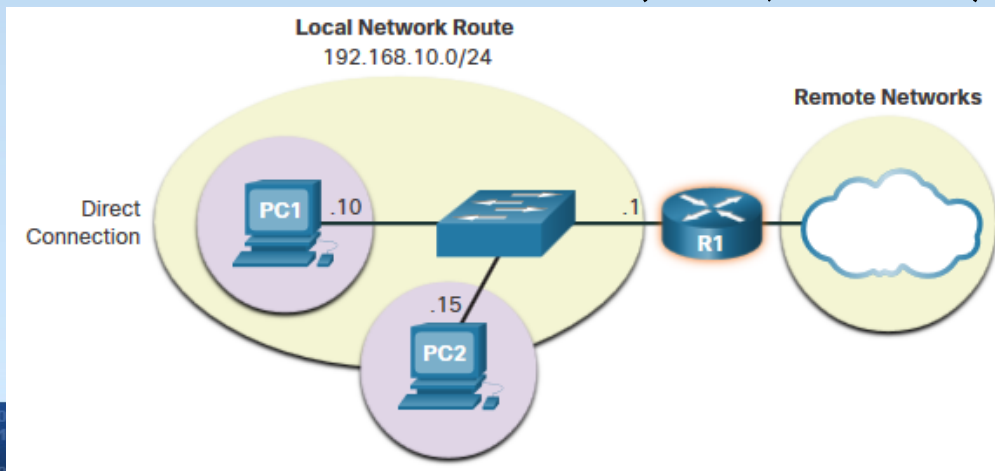 Local Network Route
192.168.10.0/24
Remote Networks
Direct
Connection
PC1
.10
.1
R1
.15
PC2